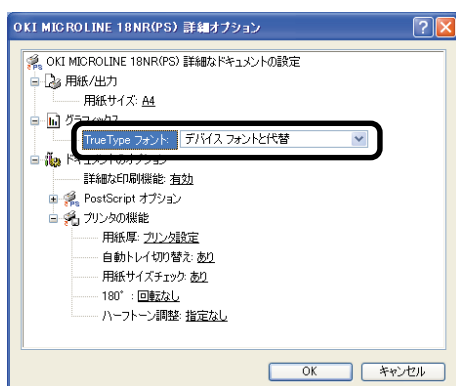 OKI MICROLINE 18NR(PS) 詳細オプション
OKI MICROLINE 18NR(PS) 詳細なドキュメントの設定
用紙/出力
用紙サイズ: A4
グラフィックス
TrueType フォント: デバイス フォントと代替
ドキュメントのオプション
詳細な印刷機能: 有効
PostScript オプション
プリンタの機能
用紙厚: プリンタ設定
自動トレイ切り替え: あり
用紙サイズチェック: あり
180° : 回転なし
ハーフトーン調整: 指定なし
OK キャンセル